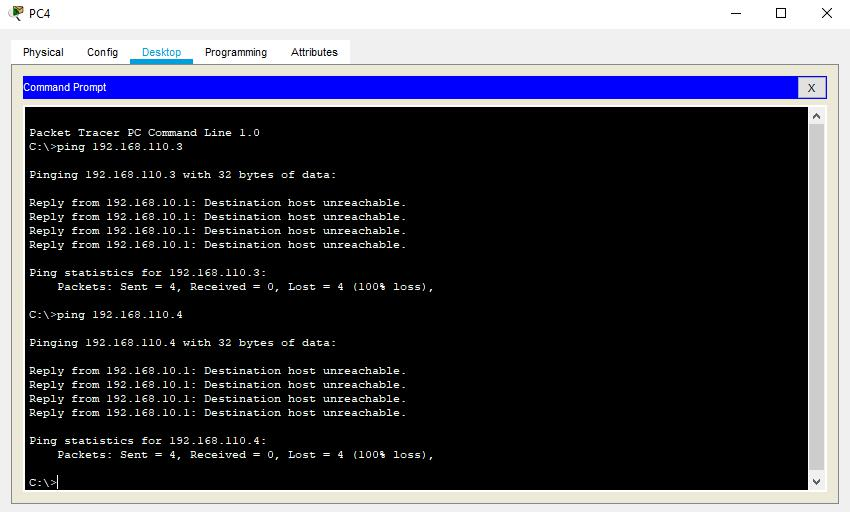 PC4
Physical Config Desktop Programming Attributes
Command Prompt
X
Packet Tracer PC Command Line 1.0
C:\>ping 192.168.110.3
Pinging 192.168.110.3 with 32 bytes of data:
Reply from 192.168.10.1: Destination host unreachable.
Reply from 192.168.10.1: Destination host unreachable.
Reply from 192.168.10.1: Destination host unreachable.
Reply from 192.168.10.1: Destination host unreachable.
Ping statistics for 192.168.110.3:
Packets: Sent = 4, Received = 0, Lost = 4 (100% loss),
C:\>ping 192.168.110.4
Pinging 192.168.110.4 with 32 bytes of data:
Reply from 192.168.10.1: Destination host unreachable.
Reply from 192.168.10.1: Destination host unreachable.
Reply from 192.168.10.1: Destination host unreachable.
Reply from 192.168.10.1: Destination host unreachable.
Ping statistics for 192.168.110.4:
Packets: Sent = 4, Received = 0, Lost = 4 (100% loss),
C:\>